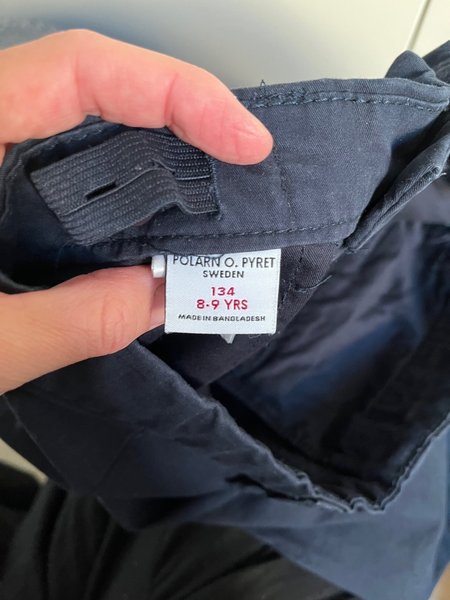 POLARN O. PYRET
SWEDEN
134
8-9 YRS
MADE IN BANGLADESH